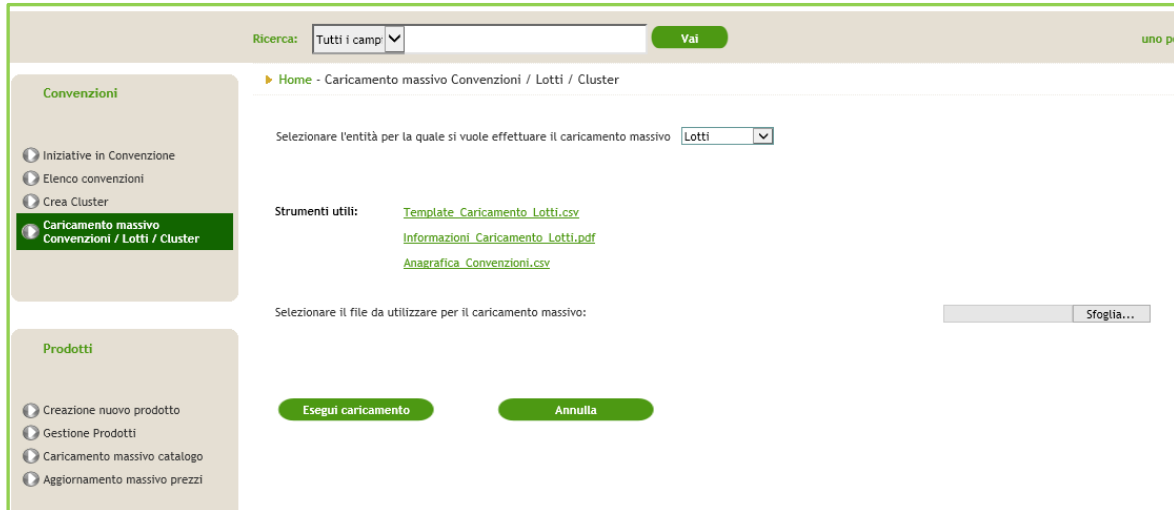 Ricerca: Tutti i camp Vai
uno p
Home - Caricamento massivo Convenzioni / Lotti / Cluster
Convenzioni
Iniziative in Convenzione
Elenco convenzioni
Crea Cluster
Caricamento massivo
Convenzioni / Lotti / Cluster
Selezionare l'entità per la quale si vuole effettuare il caricamento massivo Lotti
Strumenti utili: Template_Caricamento_Lotti.csv
Informazioni_Caricamento_Lotti.pdf
Anagrafica_Convenzioni.csv
Selezionare il file da utilizzare per il caricamento massivo: Sfoglia...
Esegui caricamento Annulla
Prodotti
Creazione nuovo prodotto
Gestione Prodotti
Caricamento massivo catalogo
Aggiornamento massivo prezzi